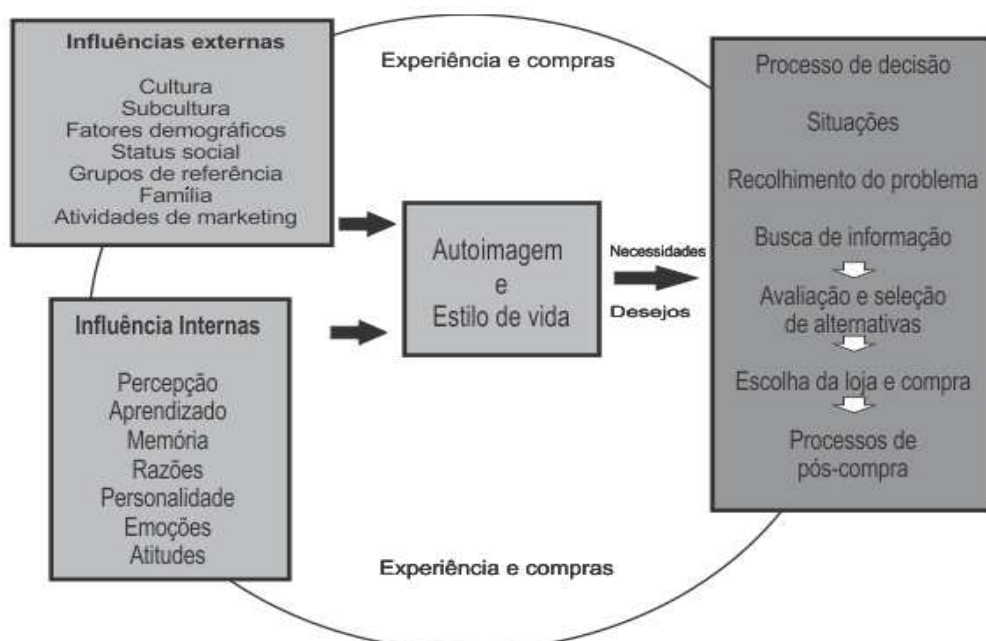 Influências externas
Cultura
Subcultura
Fatores demográficos
Status social
Grupos de referência
Família
Atividades de marketing
Influência Internas
Percepção
Aprendizado
Memória
Razões
Personalidade
Emoções
Atitudes
Experiência e compras
Autoimagem
e
Estilo de vida
Necessidades
Desejos
Experiência e compras
Processo de decisão
Situações
Recolhimento do problema
Busca de informação
Avaliação e seleção
de alternativas
Escolha da loja e compra
Processos de
pós-compra